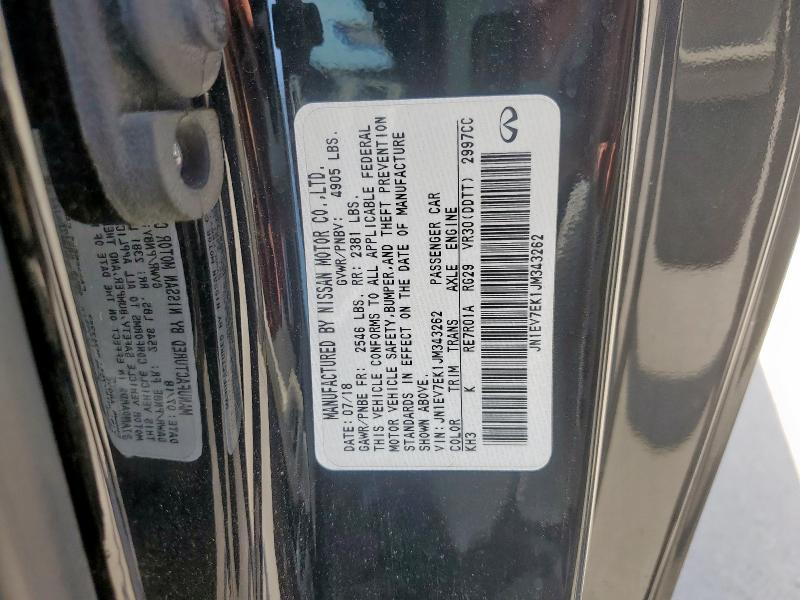 MANUFACTURED BY NISSAN MOTOR CO.,LTD.
DATE: 07/18 GVWR/PNBV: 4905 LBS.
GAWR/PNBE FR: 2546 LBS. RR: 2381 LBS.
THIS VEHICLE CONFORMS TO ALL APPLICABLE FEDERAL
MOTOR VEHICLE SAFETY,BUMPER,AND THEFT PREVENTION
STANDARDS IN EFFECT ON THE DATE OF MANUFACTURE
SHOWN ABOVE.
VIN:JN1EV7EK1JM343262 PASSENGER CAR
COLOR TRIM TRANS AXLE ENGINE
KH3 K RE7R01A RG29 VR30(DDTT) 2997CC
JN1EV7EK1JM343262